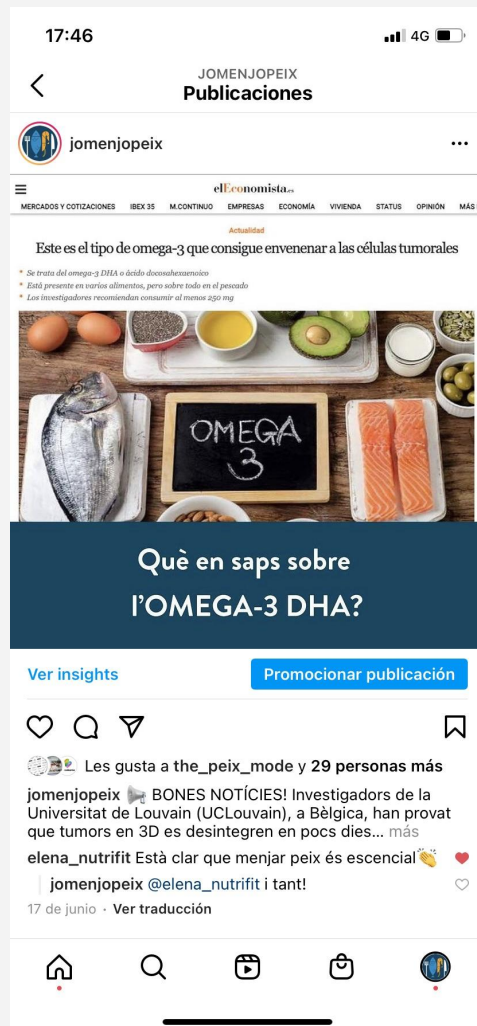 17:46
4G
JOMENJOPEIX
Publicaciones
jomenjopeix
elEconomista.es
MERCADOS Y COTIZACIONES IBEX 35 M.CONTINUO EMPRESAS ECONOMÍA VIVIENDA STATUS OPINIÓN MÁS
Actualidad
Este es el tipo de omega-3 que consigue envenenar a las células tumorales
Se trata del omega-3 DHA o ácido docosahexaenoico
Está presente en varios alimentos, pero sobre todo en el pescado
Los investigadores recomiendan consumir al menos 250 mg
OMEGA
3
Què en saps sobre
l'OMEGA-3 DHA?
Ver insights
Promocionar publicación
Les gusta a the_peix_mode y 29 personas más
jomenjopeix 📢 BONES NOTÍCIES! Investigadors de la
Universitat de Louvain (UCLouvain), a Bèlgica, han provat
que tumors en 3D es desintegren en pocs dies... más
elena_nutrifit Està clar que menjar peix és escencial👏
jomenjopeix @elena_nutrifit i tant!
17 de junio · Ver traducción